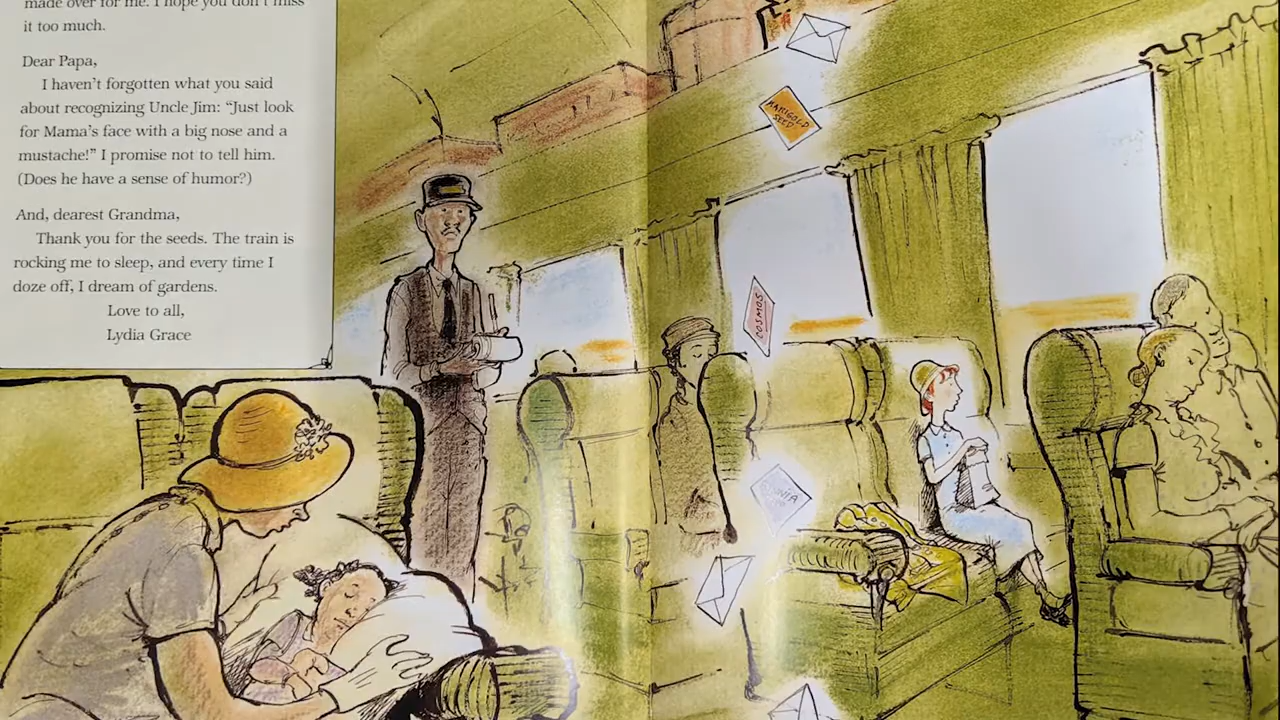 made over for me. I hope you don't miss
it too much.
Dear Papa,
I haven't forgotten what you said
about recognizing Uncle Jim: “Just look
for Mama's face with a big nose and a
mustache!” I promise not to tell him.
(Does he have a sense of humor?)
And, dearest Grandma,
Thank you for the seeds. The train is
rocking me to sleep, and every time I
doze off, I dream of gardens.
Love to all,
Lydia Grace
MARIGOLD
SEED
COSMOS